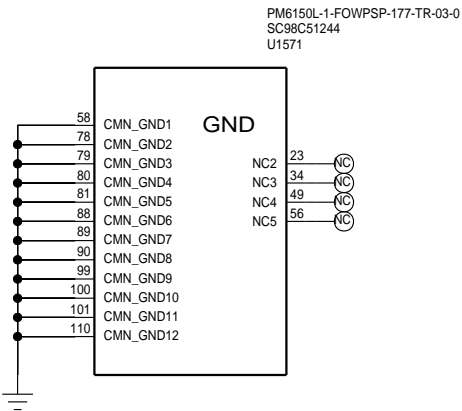 PM6150L-1-FOWPSP-177-TR-03-0
SC98C51244
U1571
GND
58 CMN_GND1
78 CMN_GND2
79 CMN_GND3
80 CMN_GND4
81 CMN_GND5
88 CMN_GND6
89 CMN_GND7
90 CMN_GND8
99 CMN_GND9
100 CMN_GND10
101 CMN_GND11
110 CMN_GND12
NC2 23 NC
NC3 34 NC
NC4 49 NC
NC5 56 NC